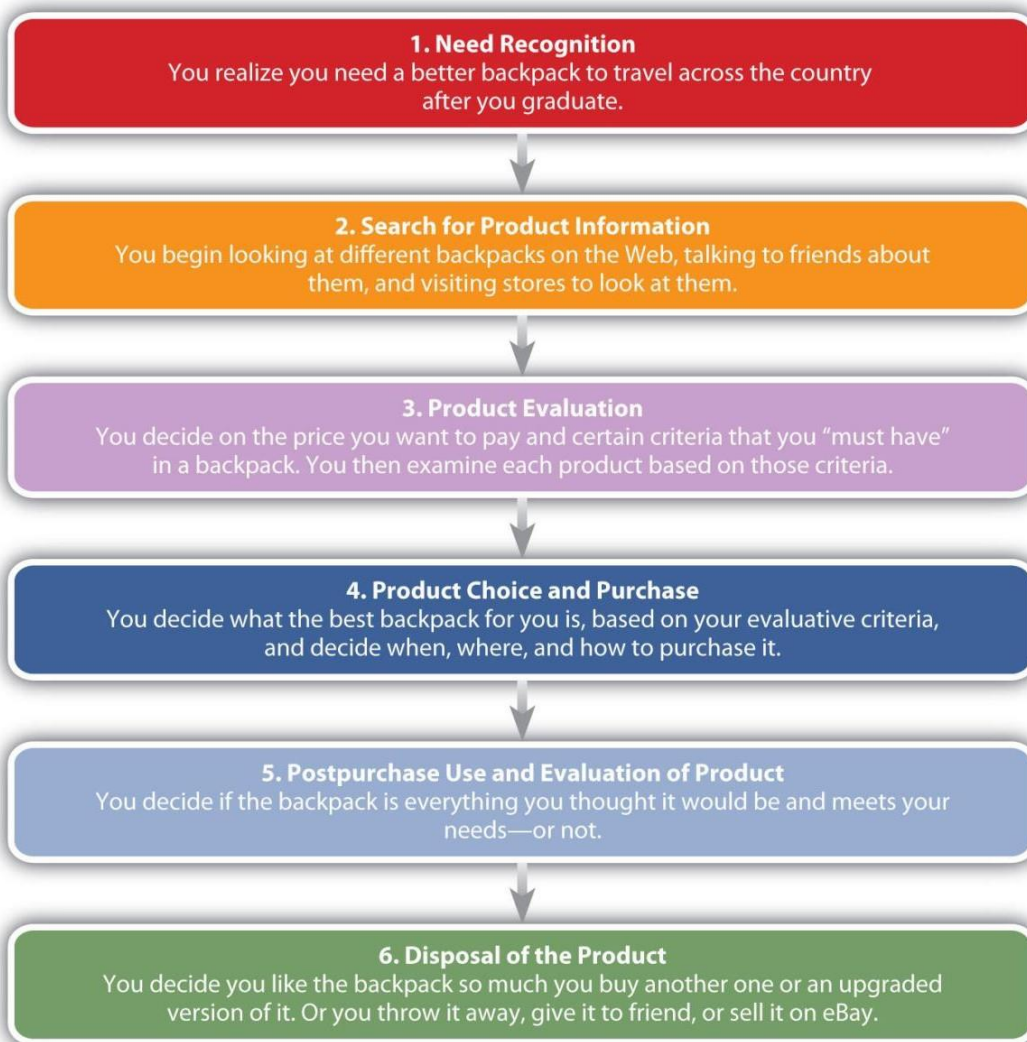 1. Need Recognition
You realize you need a better backpack to travel across the country
after you graduate.
2. Search for Product Information
You begin looking at different backpacks on the Web, talking to friends about
them, and visiting stores to look at them.
3. Product Evaluation
You decide on the price you want to pay and certain criteria that you “must have”
in a backpack. You then examine each product based on those criteria.
4. Product Choice and Purchase
You decide what the best backpack for you is, based on your evaluative criteria,
and decide when, where, and how to purchase it.
5. Postpurchase Use and Evaluation of Product
You decide if the backpack is everything you thought it would be and meets your
needs—or not.
6. Disposal of the Product
You decide you like the backpack so much you buy another one or an upgraded
version of it. Or you throw it away, give it to friend, or sell it on eBay.